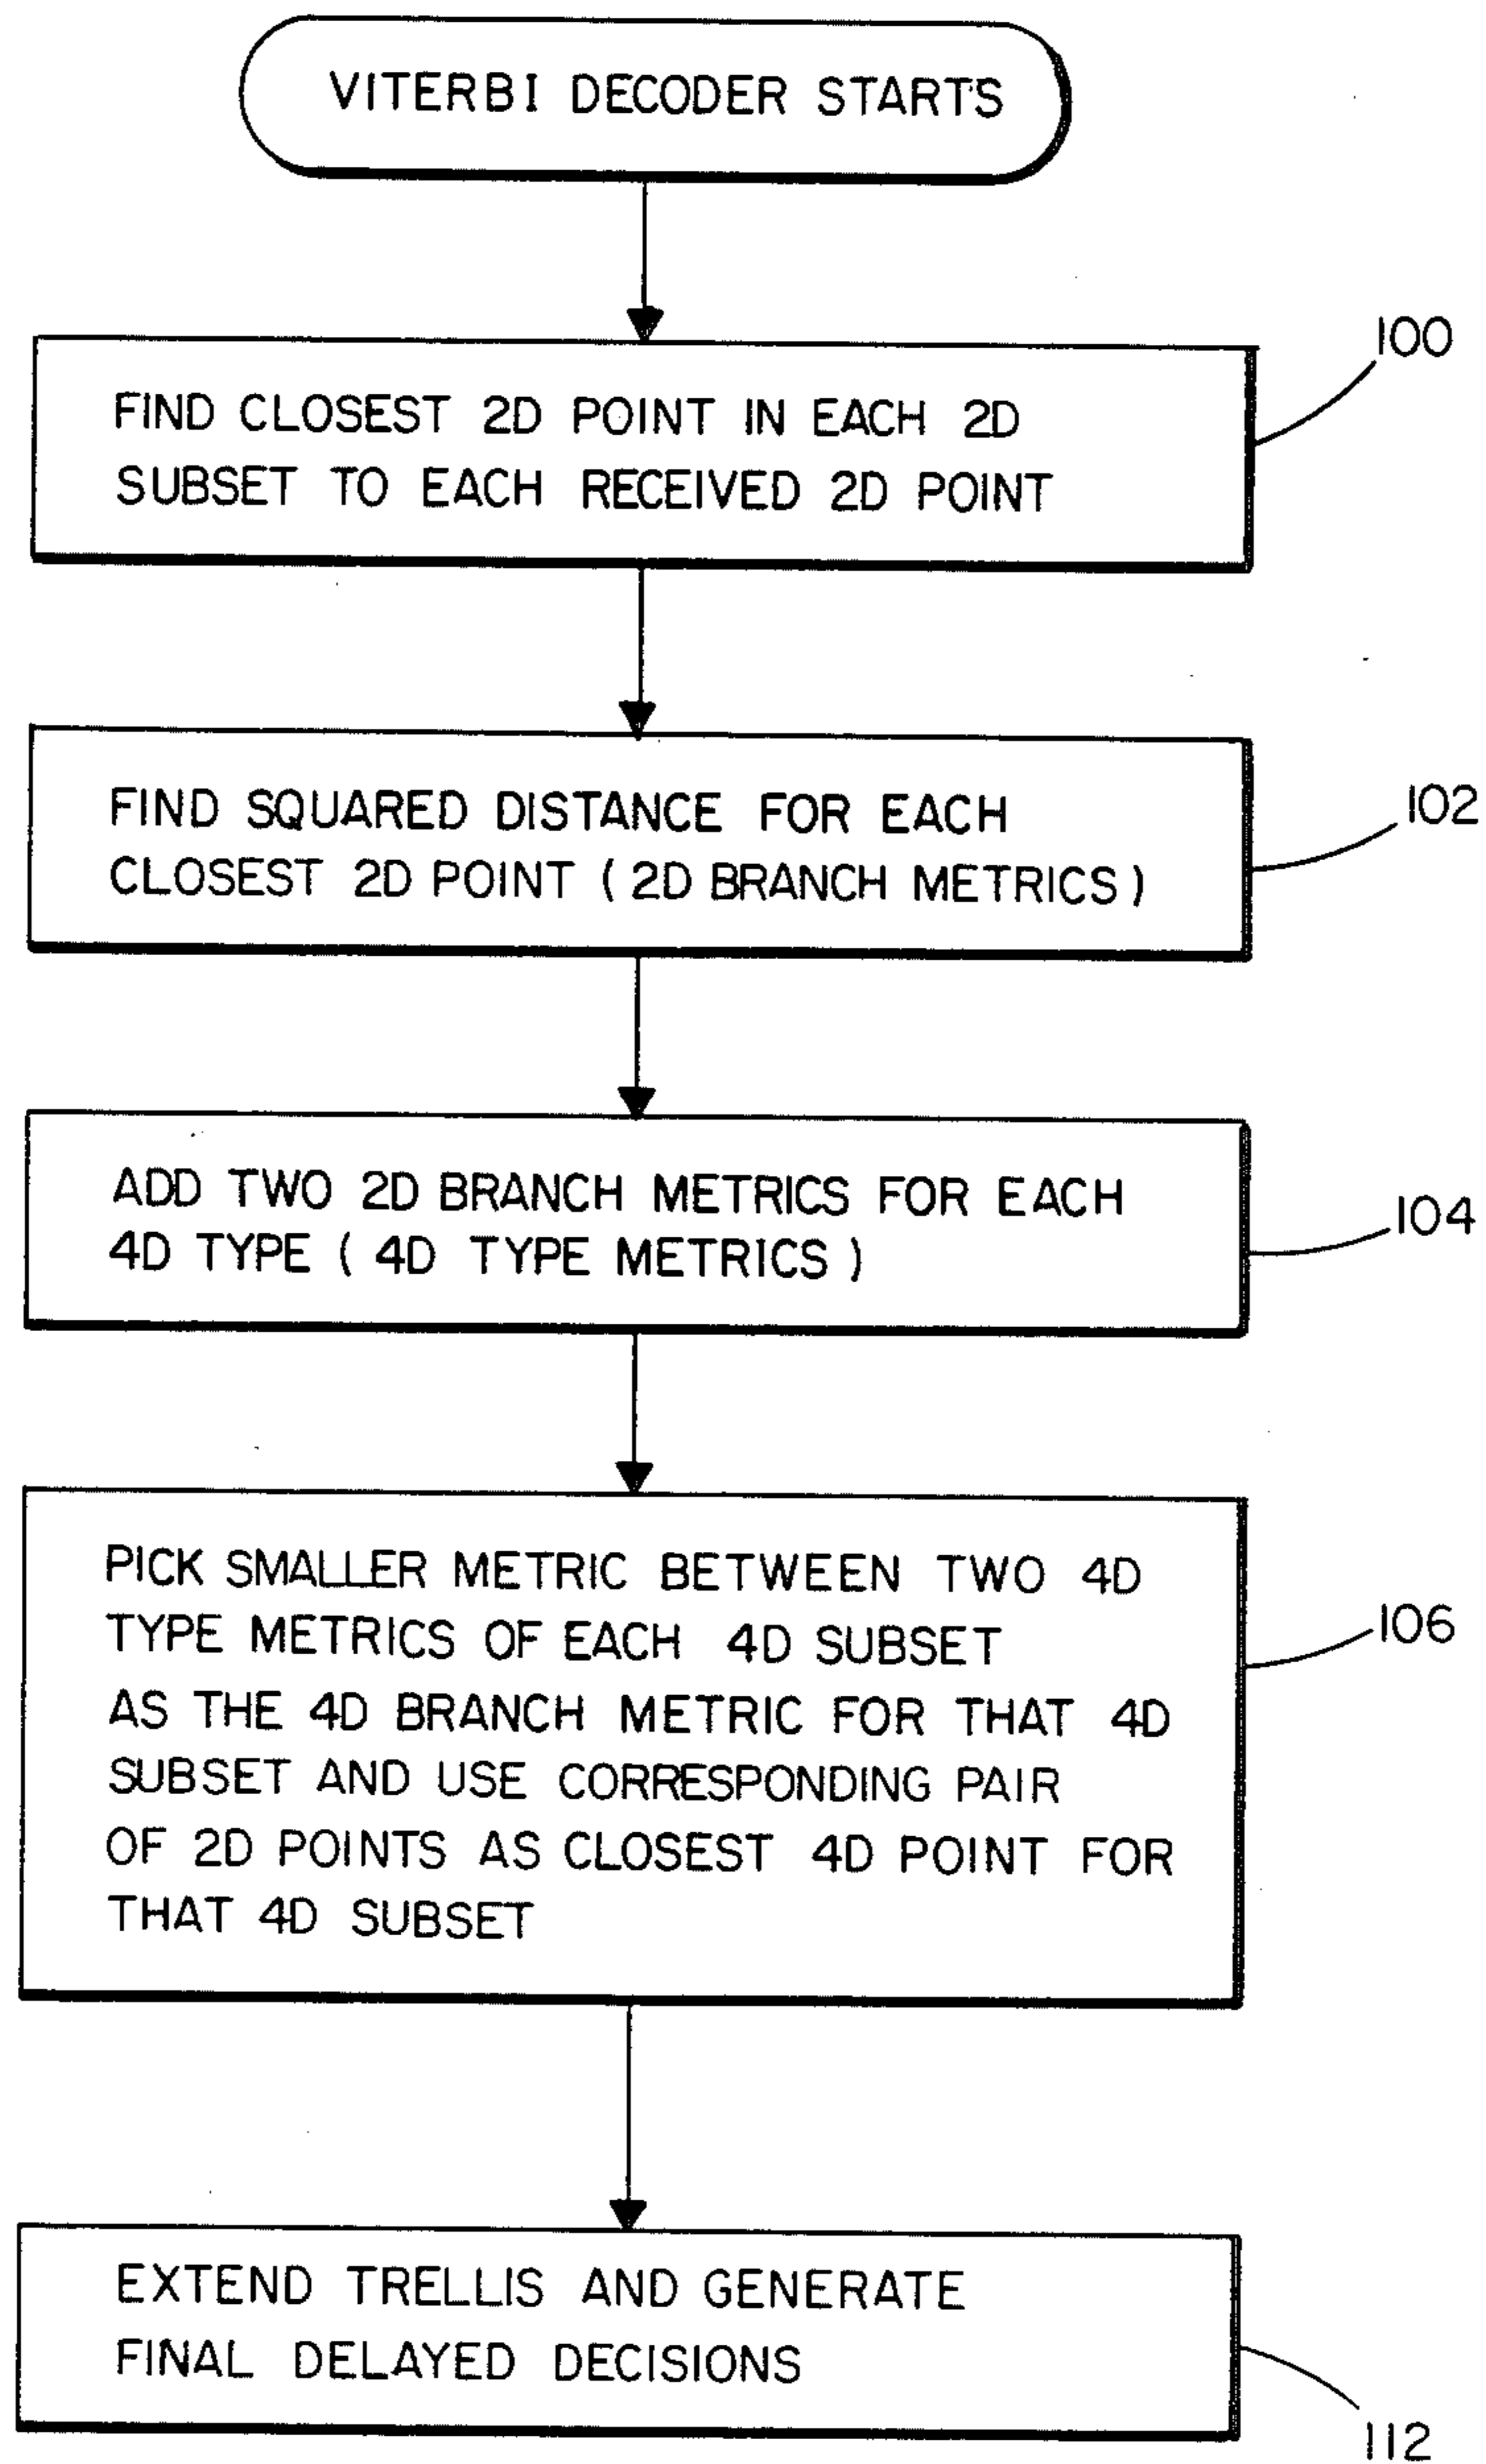 VITERBI DECODER STARTS
100
FIND CLOSEST 2D POINT IN EACH 2D
SUBSET TO EACH RECEIVED 2D POINT
102
FIND SQUARED DISTANCE FOR EACH
CLOSEST 2D POINT (2D BRANCH METRICS)
104
ADD TWO 2D BRANCH METRICS FOR EACH
4D TYPE (4D TYPE METRICS)
106
PICK SMALLER METRIC BETWEEN TWO 4D
TYPE METRICS OF EACH 4D SUBSET
AS THE 4D BRANCH METRIC FOR THAT 4D
SUBSET AND USE CORRESPONDING PAIR
OF 2D POINTS AS CLOSEST 4D POINT FOR
THAT 4D SUBSET
EXTEND TRELLIS AND GENERATE
FINAL DELAYED DECISIONS
112